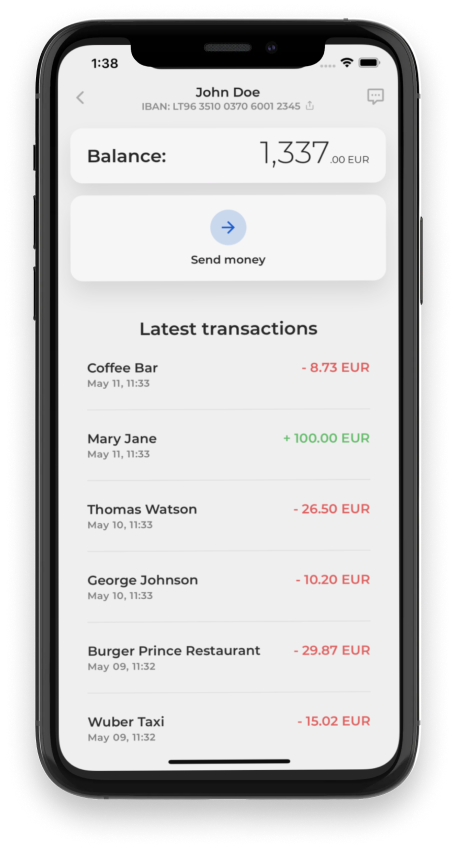 1:38
John Doe
IBAN: LT96 3510 0370 6001 2345
Balance: 1,337.00 EUR
Send money
Latest transactions
Coffee Bar - 8.73 EUR
May 11, 11:33
Mary Jane + 100.00 EUR
May 11, 11:33
Thomas Watson - 26.50 EUR
May 10, 11:33
George Johnson - 10.20 EUR
May 10, 11:33
Burger Prince Restaurant - 29.87 EUR
May 09, 11:32
Wuber Taxi - 15.02 EUR
May 09, 11:32